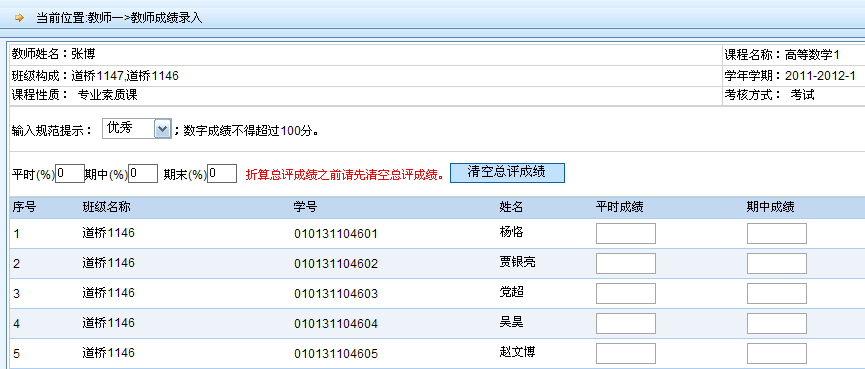 当前位置:教师—>教师成绩录入
教师姓名：张博 课程名称：高等数学1
班级构成：道桥1147,道桥1146 学年学期：2011-2012-1
课程性质： 专业素质课 考核方式： 考试
输入规范提示： 优秀 ；数字成绩不得超过100分。
平时(%)0 期中(%)0 期末(%)0 折算总评成绩之前请先清空总评成绩。 清空总评成绩
序号 班级名称 学号 姓名 平时成绩 期中成绩
1 道桥1146 010131104601 杨恪
2 道桥1146 010131104602 贾银亮
3 道桥1146 010131104603 党超
4 道桥1146 010131104604 吴昊
5 道桥1146 010131104605 赵文博